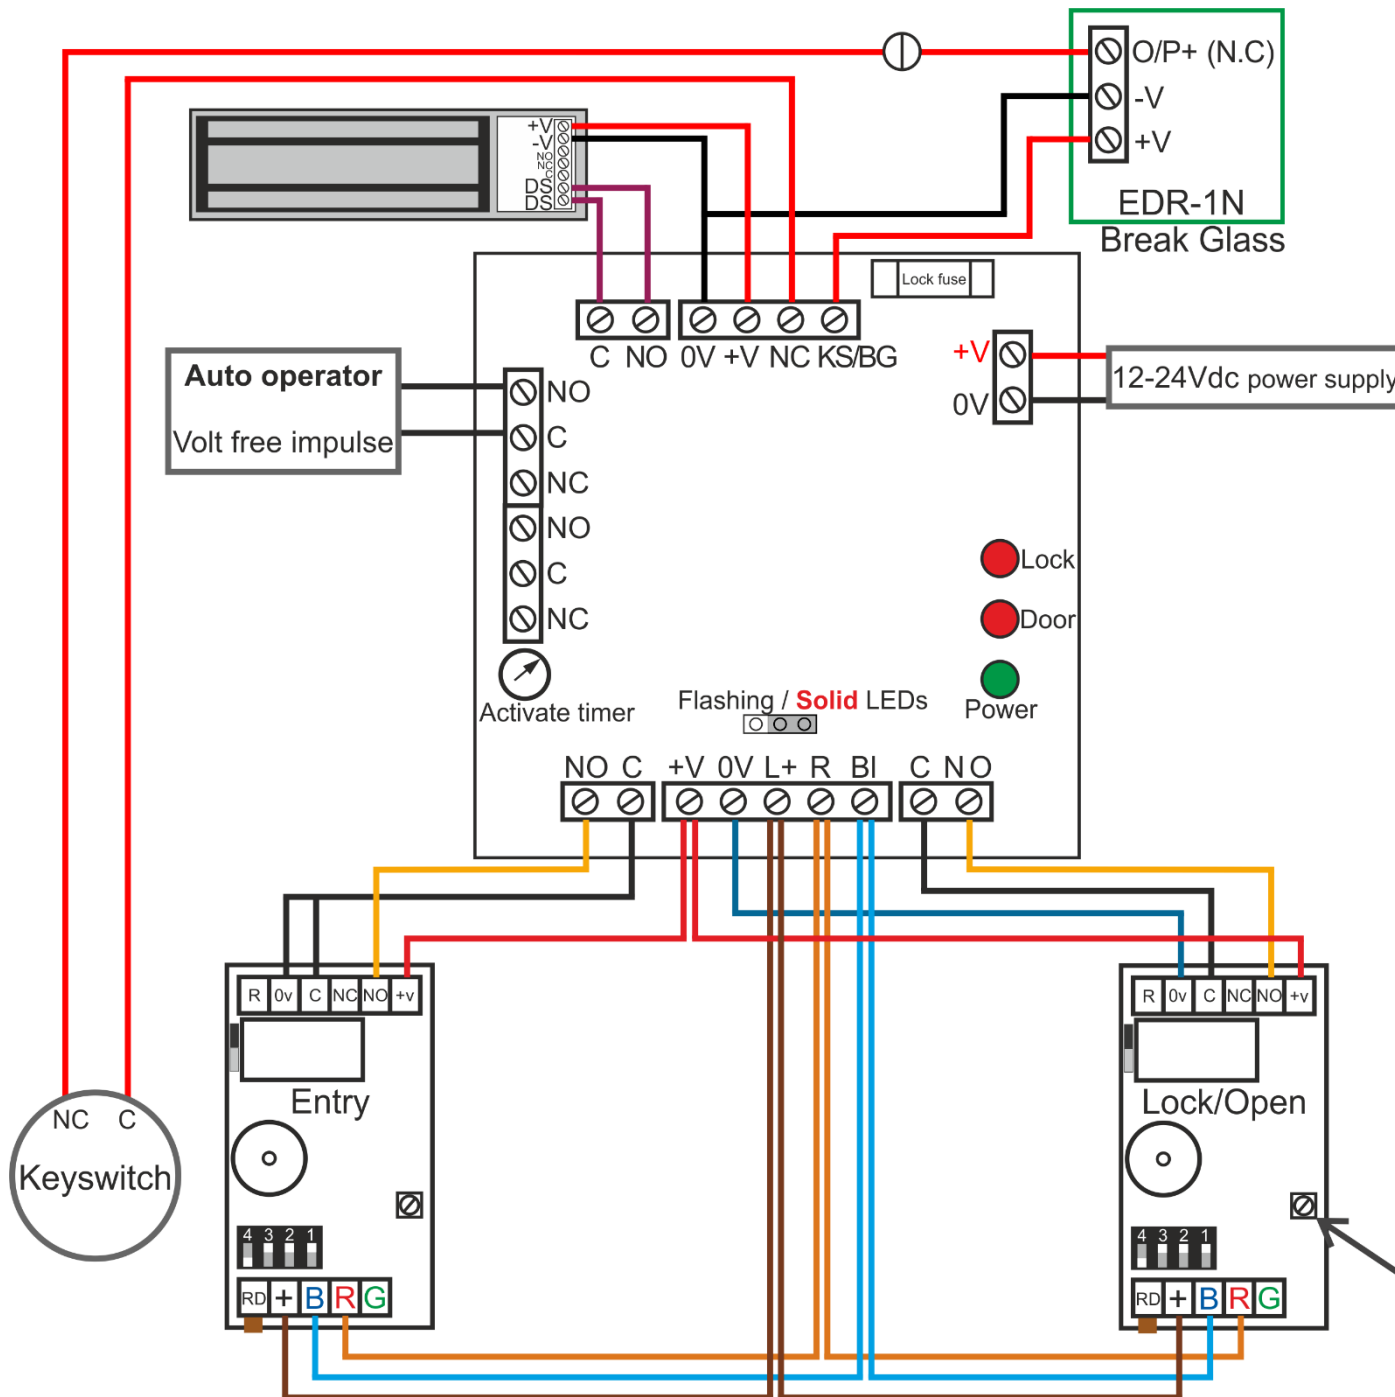 O/P+ (N.C)
-V
+V
EDR-1N
Break Glass
+V
-V
NO
NC
C
DS
DS
Lock fuse
C NO 0V +V NC KS/BG
+V
0V
12-24Vdc power supply
Auto operator
Volt free impulse
NO
C
NC
NO
C
NC
Activate timer
Lock
Door
Power
Flashing / Solid LEDs
NO C +V 0V L+ R Bl C NO
R 0v C NC NO +v
Entry
4 3 2 1
RD + B R G
R 0v C NC NO +v
Lock/Open
4 3 2 1
RD + B R G
NC C
Keyswitch